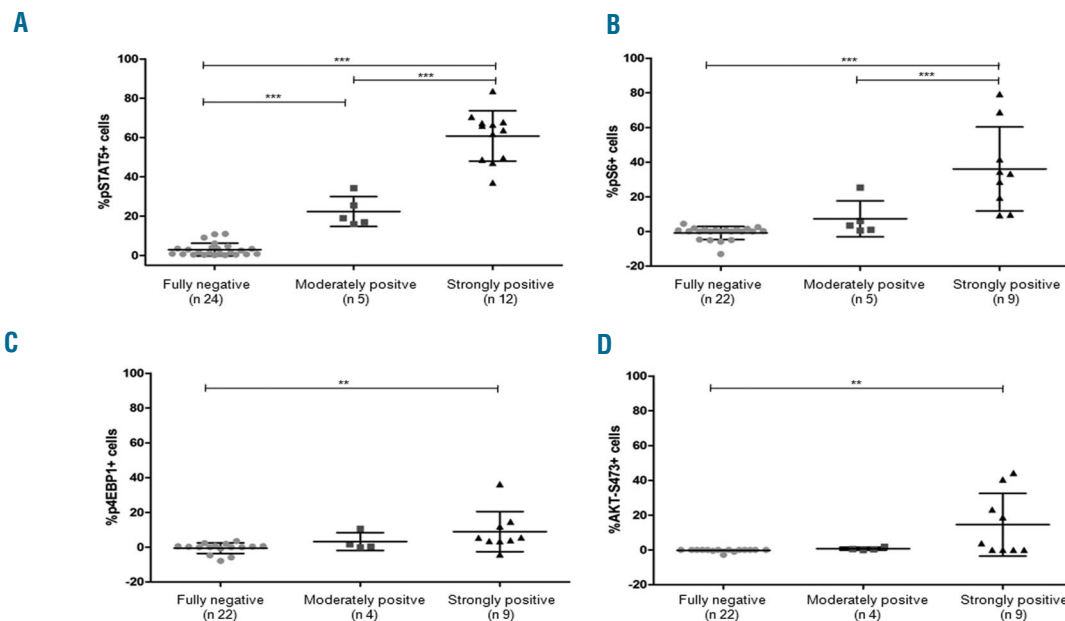 A
***
***
***
%pSTAT5+ cells
100
80
60
40
20
0
Fully negative
(n 24)
Moderately positve
(n 5)
Strongly positive
(n 12)
B
***
***
%pS6+ cells
100
80
60
40
20
0
-20
Fully negative
(n 22)
Moderately positve
(n 5)
Strongly positive
(n 9)
C
**
%p4EBP1+ cells
100
80
60
40
20
0
-20
Fully negative
(n 22)
Moderately positve
(n 4)
Strongly positive
(n 9)
D
**
%AKT-S473+ cells
100
80
60
40
20
0
-20
Fully negative
(n 22)
Moderately positve
(n 4)
Strongly positive
(n 9)